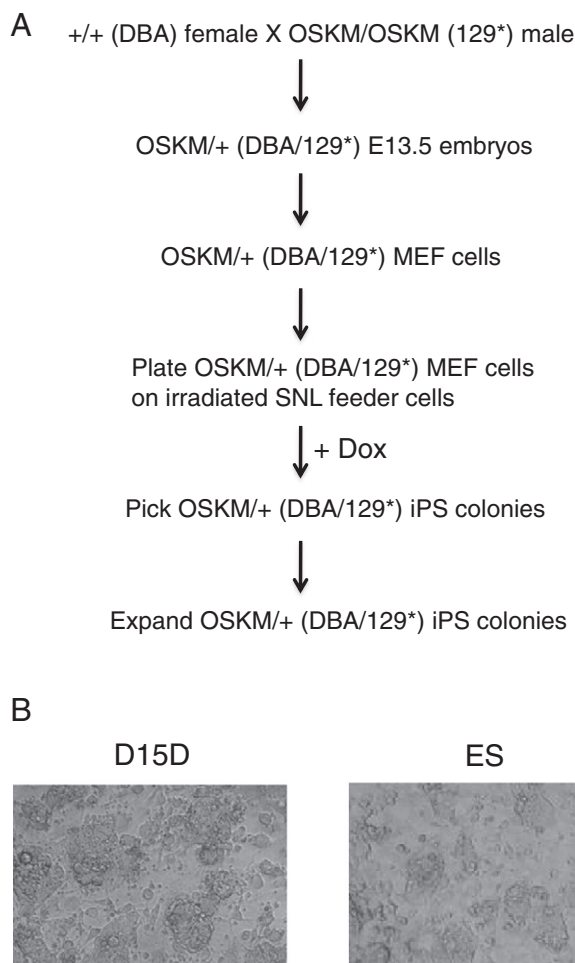 A
+/+ (DBA) female X OSKM/OSKM (129*) male
OSKM/+ (DBA/129*) E13.5 embryos
OSKM/+ (DBA/129*) MEF cells
Plate OSKM/+ (DBA/129*) MEF cells
on irradiated SNL feeder cells
+ Dox
Pick OSKM/+ (DBA/129*) iPS colonies
Expand OSKM/+ (DBA/129*) iPS colonies
B
D15D
ES